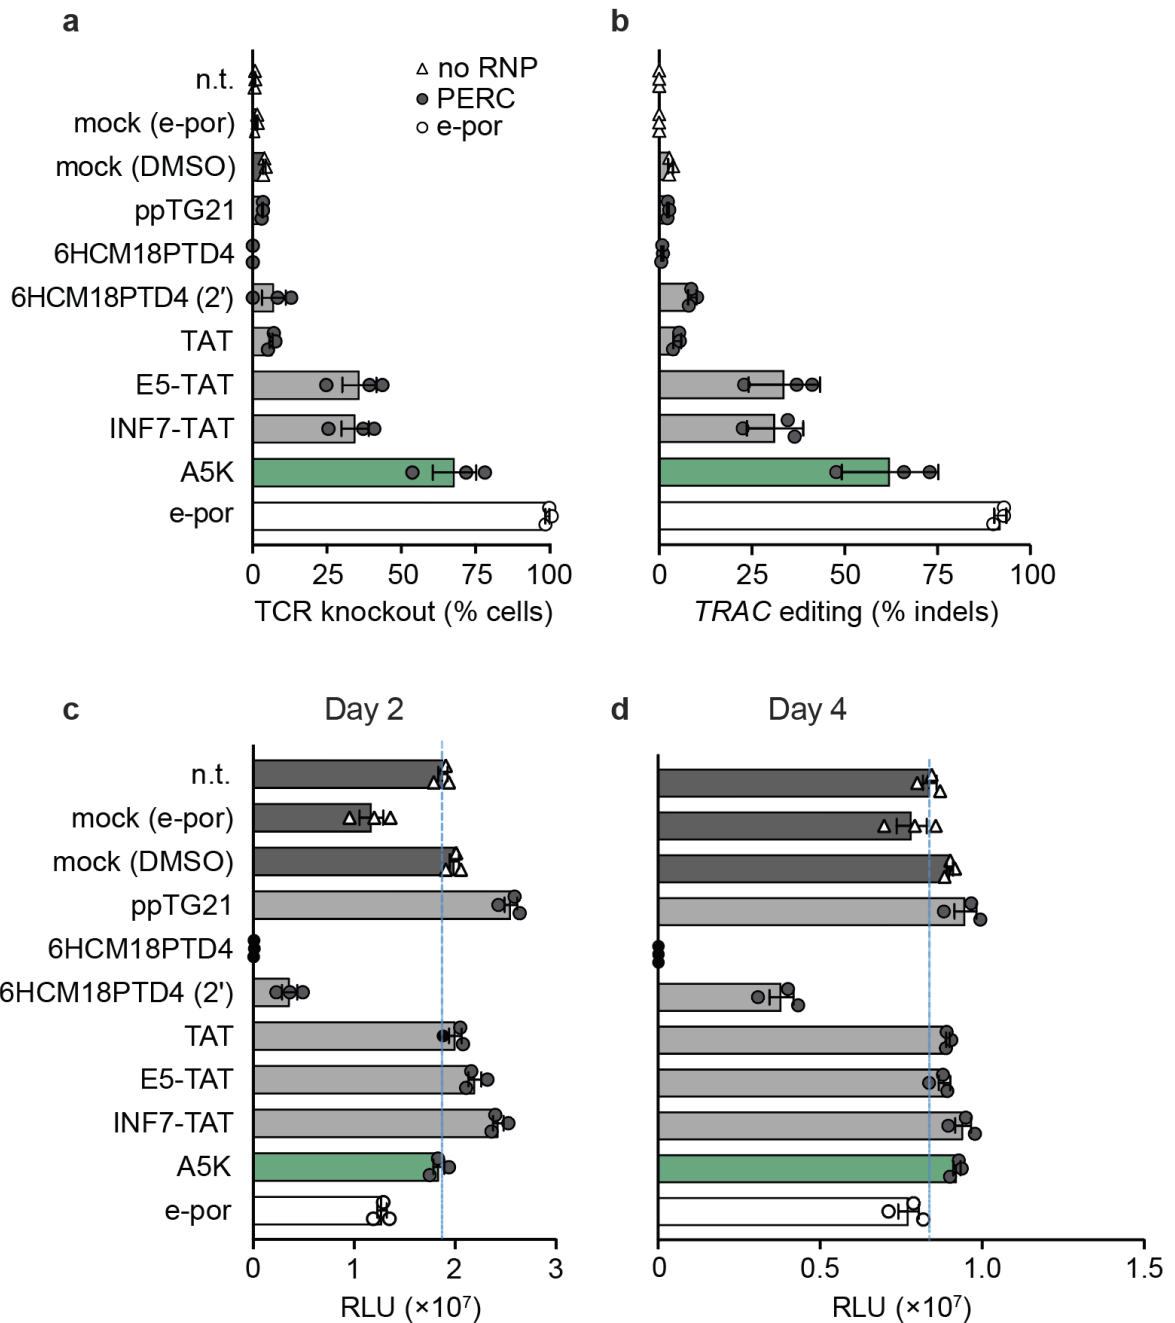 a
n.t.
mock (e-por)
mock (DMSO)
ppTG21
6HCM18PTD4
6HCM18PTD4 (2′)
TAT
E5-TAT
INF7-TAT
A5K
e-por
no RNP
PERC
e-por
0 25 50 75 100
TCR knockout (% cells)
b
0 25 50 75 100
TRAC editing (% indels)
c Day 2
n.t.
mock (e-por)
mock (DMSO)
ppTG21
6HCM18PTD4
6HCM18PTD4 (2')
TAT
E5-TAT
INF7-TAT
A5K
e-por
0 1 2 3
RLU (×10⁷)
d Day 4
0 0.5 1.0 1.5
RLU (×10⁷)